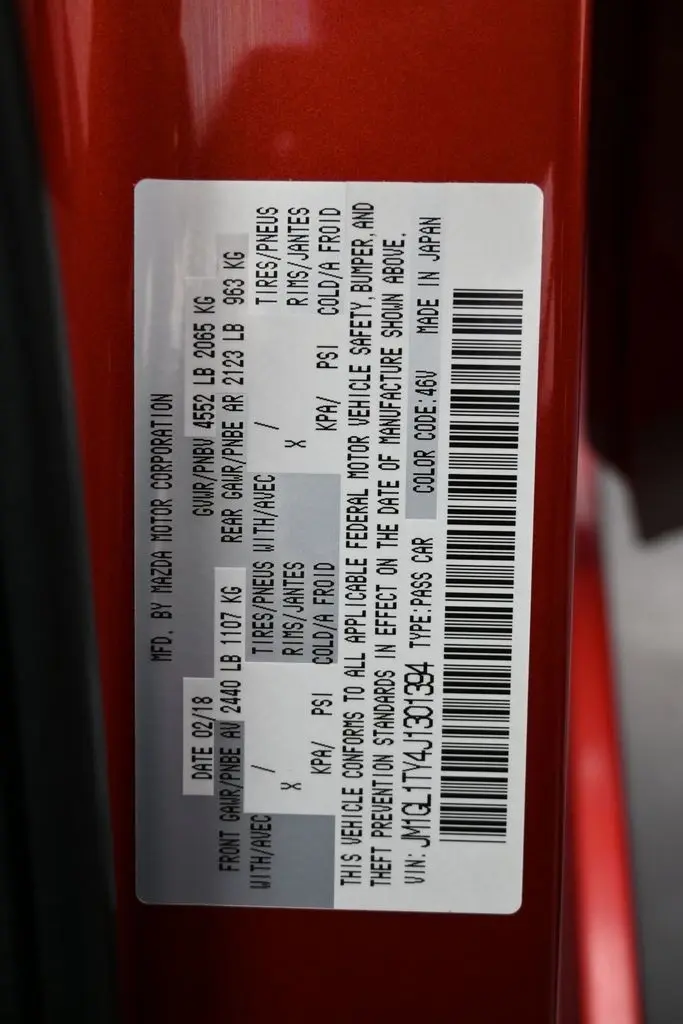 MFD. BY MAZDA MOTOR CORPORATION
DATE 02/18 GVWR/PNBV 4552 LB 2065 KG
FRONT GAWR/PNBE AV 2440 LB 1107 KG REAR GAWR/PNBE AR 2123 LB 963 KG
WITH/AVEC / TIRES/PNEUS WITH/AVEC / TIRES/PNEUS
X RIMS/JANTES X RIMS/JANTES
KPA/ PSI COLD/A FROID KPA/ PSI COLD/A FROID
THIS VEHICLE CONFORMS TO ALL APPLICABLE FEDERAL MOTOR VEHICLE SAFETY, BUMPER, AND
THEFT PREVENTION STANDARDS IN EFFECT ON THE DATE OF MANUFACTURE SHOWN ABOVE.
VIN: JM1GL1TY4J1301394 TYPE:PASS CAR COLOR CODE:46V MADE IN JAPAN